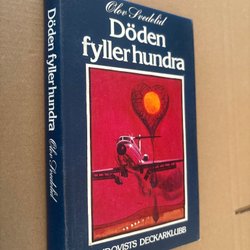 Olov Svedelid
Döden
fyller hundra
DECKARKLUBB
Döden
fyller hundra
Olov Svedelid